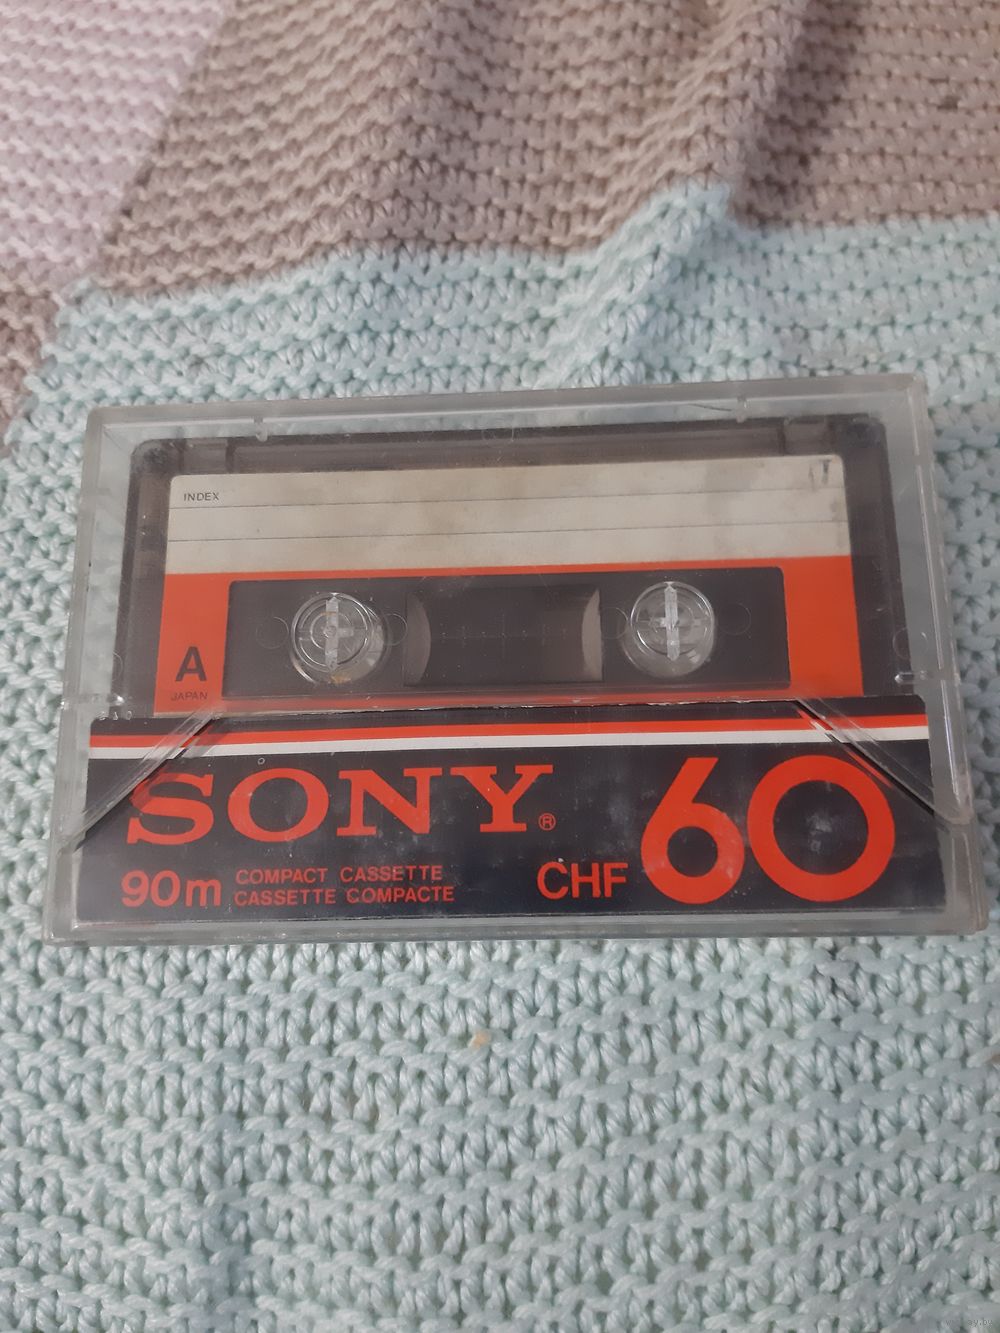 INDEX
A
JAPAN
SONY®
60
90m
COMPACT CASSETTE
CASSETTE COMPACTE
CHF